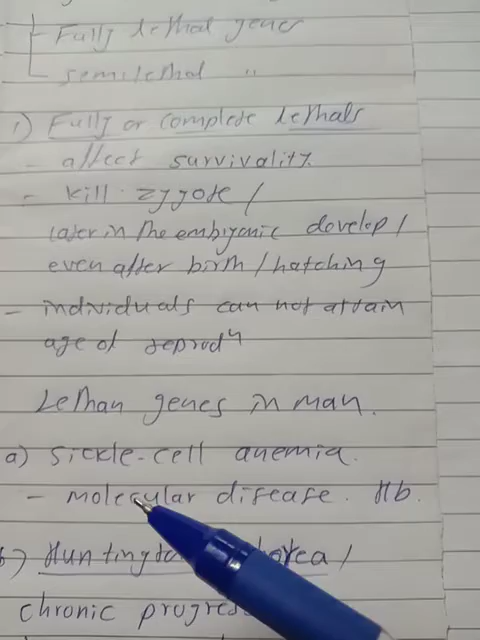 Fully lethal genes
semilethal "
1) Fully or complete lethals
- affect survivality.
- kill zygote /
later in the embryonic develop /
even after birth / hatching
- individuals can not attain
age of reprodⁿ
Lethan genes in man.
a) Sickle-cell anemia.
- molecular disease. Hb.
b) Huntington chorea /
chronic